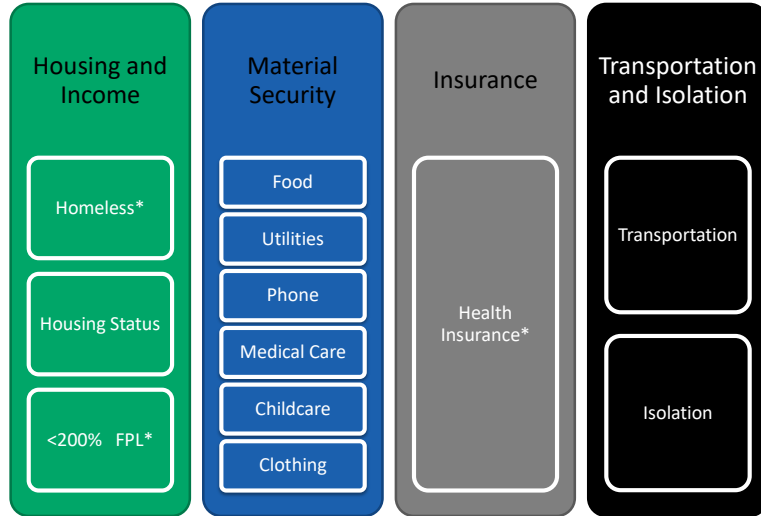 Housing and
Income
Homeless*
Housing Status
<200% FPL*
Material
Security
Food
Utilities
Phone
Medical Care
Childcare
Clothing
Insurance
Health
Insurance*
Transportation
and Isolation
Transportation
Isolation